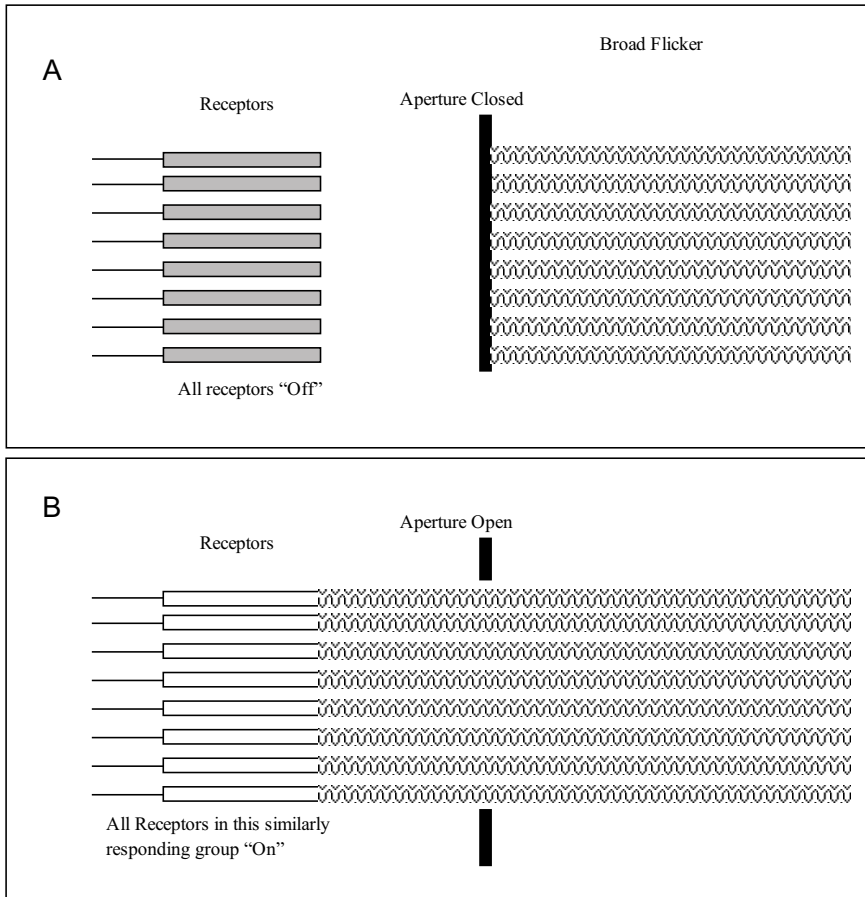 A
Broad Flicker
Receptors
Aperture Closed
All receptors “Off”
B
Aperture Open
Receptors
All Receptors in this similarly
responding group “On”